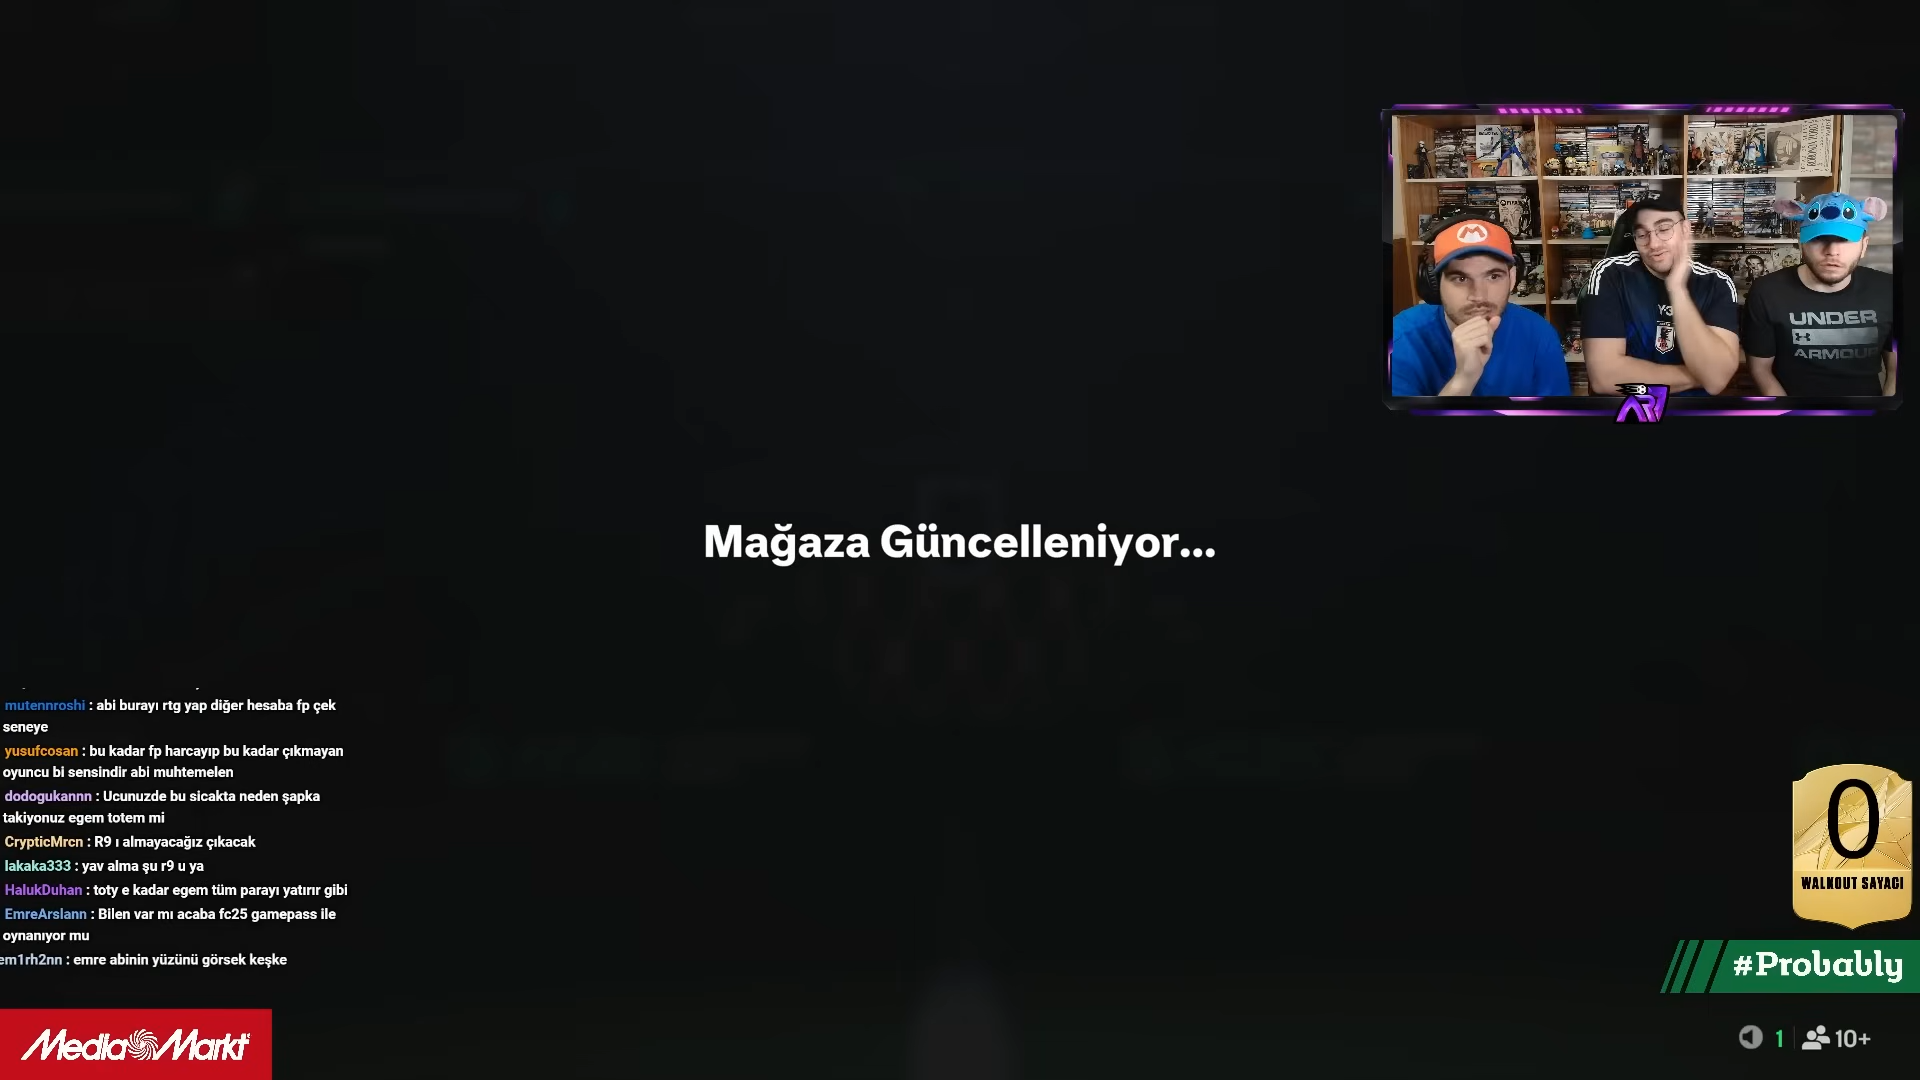 UNDER
ARMOUR
Y-3
Mağaza Güncelleniyor...
mutennroshi : abi burayı rtg yap diğer hesaba fp çek
seneye
yusufcosan : bu kadar fp harcayıp bu kadar çıkmayan
oyuncu bi sensindir abi muhtemelen
dodogukannn : Ucunuzde bu sicakta neden şapka
takiyonuz egem totem mi
CrypticMrcn : R9 ı almayacağız çıkacak
lakaka333 : yav alma şu r9 u ya
HalukDuhan : toty e kadar egem tüm parayı yatırır gibi
EmreArslann : Bilen var mı acaba fc25 gamepass ile
oynanıyor mu
em1rh2nn : emre abinin yüzünü görsek keşke
0
WALKOUT SAYACI
#Probably
MediaMarkt
1
10+